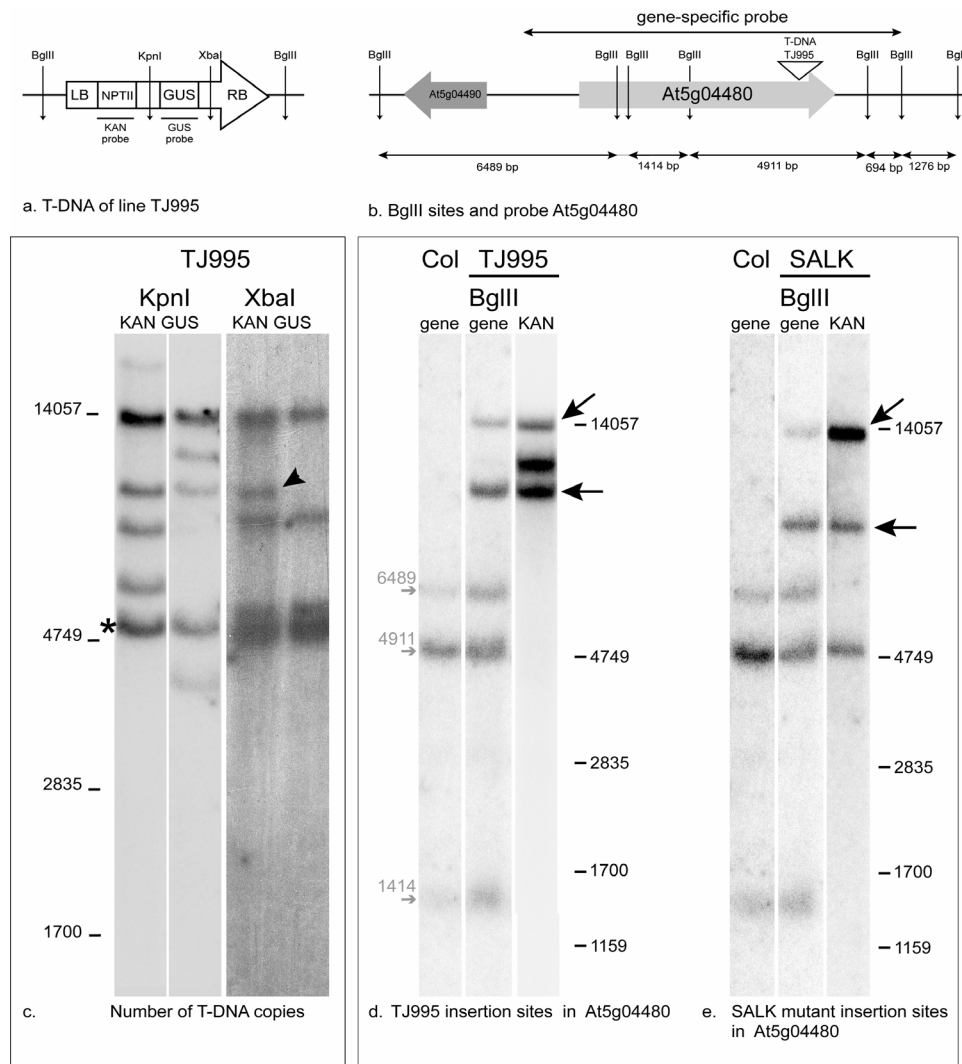 gene-specific probe
BglII
KpnI
XbaI
BglII
LB
NPTII
GUS
RB
KAN
probe
GUS
probe
BglII
BglII
BglII
BglII
T-DNA
TJ995
BglII
BglII
BglII
At5g04490
At5g04480
6489 bp
1414 bp
4911 bp
694 bp
1276 bp
a. T-DNA of line TJ995
b. BglII sites and probe At5g04480
TJ995
KpnI XbaI
KAN GUS KAN GUS
14057
*
4749
2835
1700
c. Number of T-DNA copies
Col TJ995
BglII
gene gene KAN
14057
6489
4911
4749
2835
1700
1414
1159
d. TJ995 insertion sites in At5g04480
Col SALK
BglII
gene gene KAN
14057
4749
2835
1700
1159
e. SALK mutant insertion sites
in At5g04480